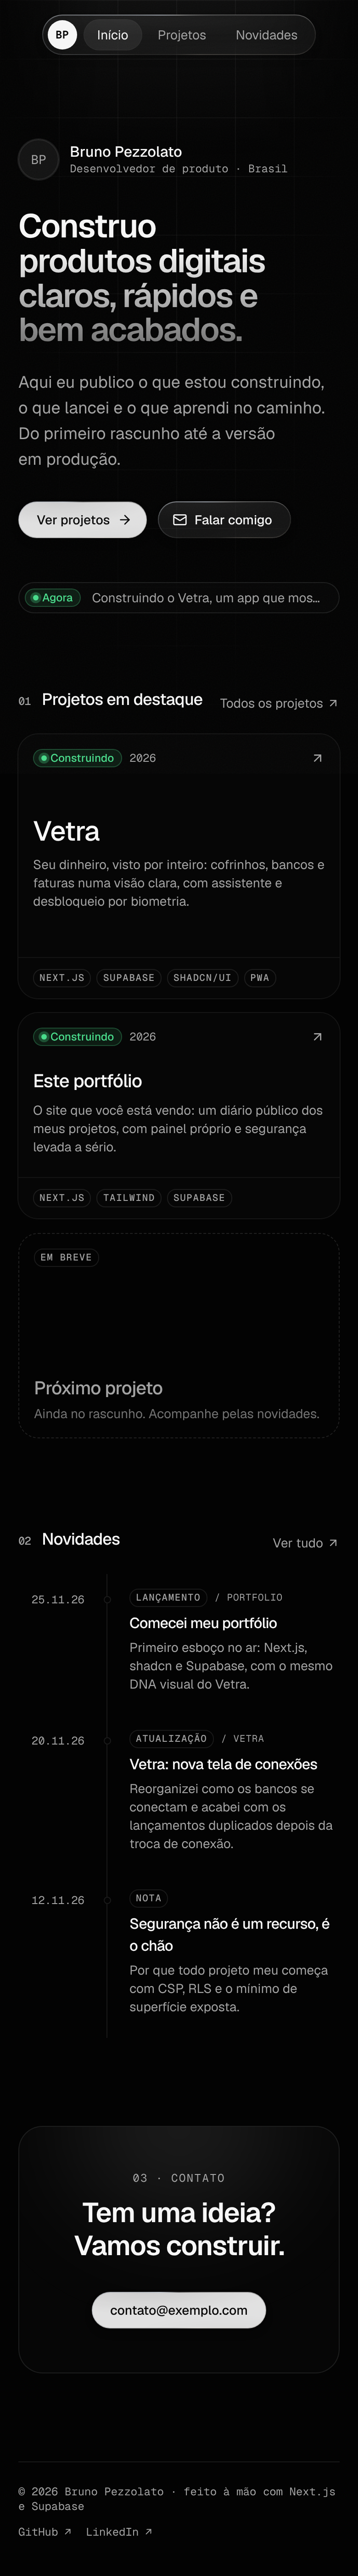 BP Início Projetos Novidades
BP
Bruno Pezzolato
Desenvolvedor de produto · Brasil
Construo
produtos digitais
claros, rápidos e
bem acabados.
Aqui eu publico o que estou construindo,
o que lancei e o que aprendi no caminho.
Do primeiro rascunho até a versão
em produção.
Ver projetos → Falar comigo
Agora Construindo o Vetra, um app que mos…
01 Projetos em destaque Todos os projetos ↗
Construindo 2026 ↗
Vetra
Seu dinheiro, visto por inteiro: cofrinhos, bancos e
faturas numa visão clara, com assistente e
desbloqueio por biometria.
NEXT.JS SUPABASE SHADCN/UI PWA
Construindo 2026 ↗
Este portfólio
O site que você está vendo: um diário público dos
meus projetos, com painel próprio e segurança
levada a sério.
NEXT.JS TAILWIND SUPABASE
EM BREVE
Próximo projeto
Ainda no rascunho. Acompanhe pelas novidades.
02 Novidades Ver tudo ↗
25.11.26 LANÇAMENTO / PORTFOLIO
Comecei meu portfólio
Primeiro esboço no ar: Next.js,
shadcn e Supabase, com o mesmo
DNA visual do Vetra.
20.11.26 ATUALIZAÇÃO / VETRA
Vetra: nova tela de conexões
Reorganizei como os bancos se
conectam e acabei com os
lançamentos duplicados depois da
troca de conexão.
12.11.26 NOTA
Segurança não é um recurso, é
o chão
Por que todo projeto meu começa
com CSP, RLS e o mínimo de
superfície exposta.
03 · CONTATO
Tem uma ideia?
Vamos construir.
contato@exemplo.com
© 2026 Bruno Pezzolato · feito à mão com Next.js
e Supabase
GitHub ↗ LinkedIn ↗